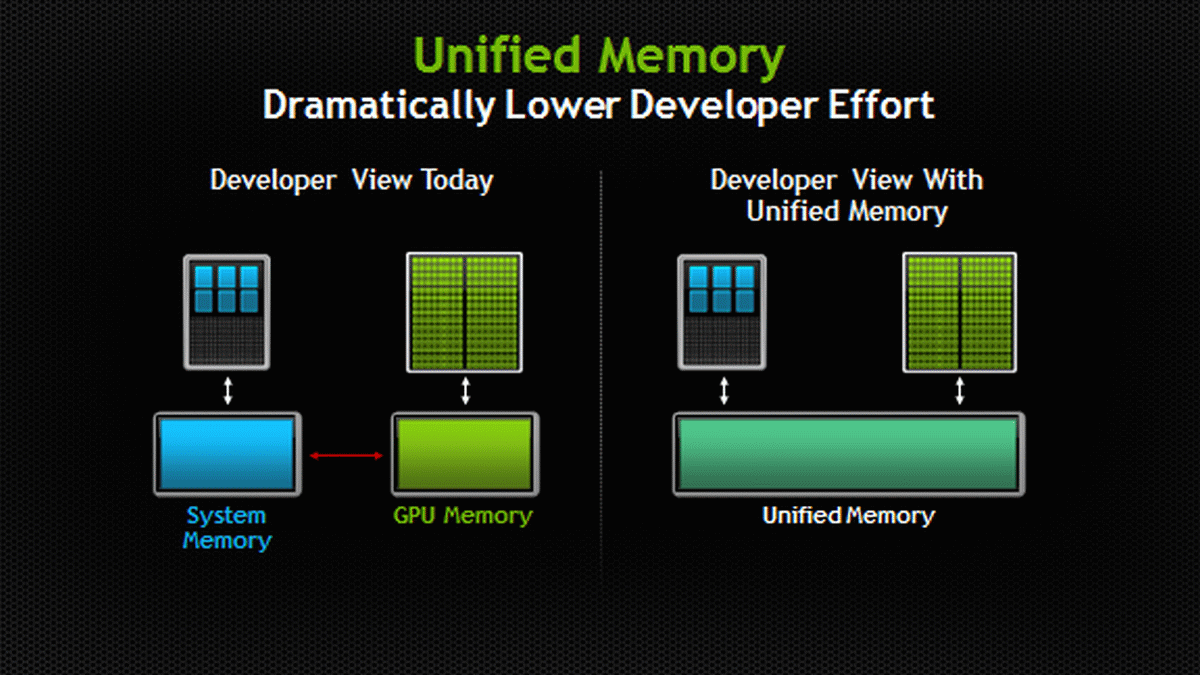 Unified Memory
Dramatically Lower Developer Effort
Developer View Today
Developer View With
Unified Memory
System
Memory
GPU Memory
Unified Memory